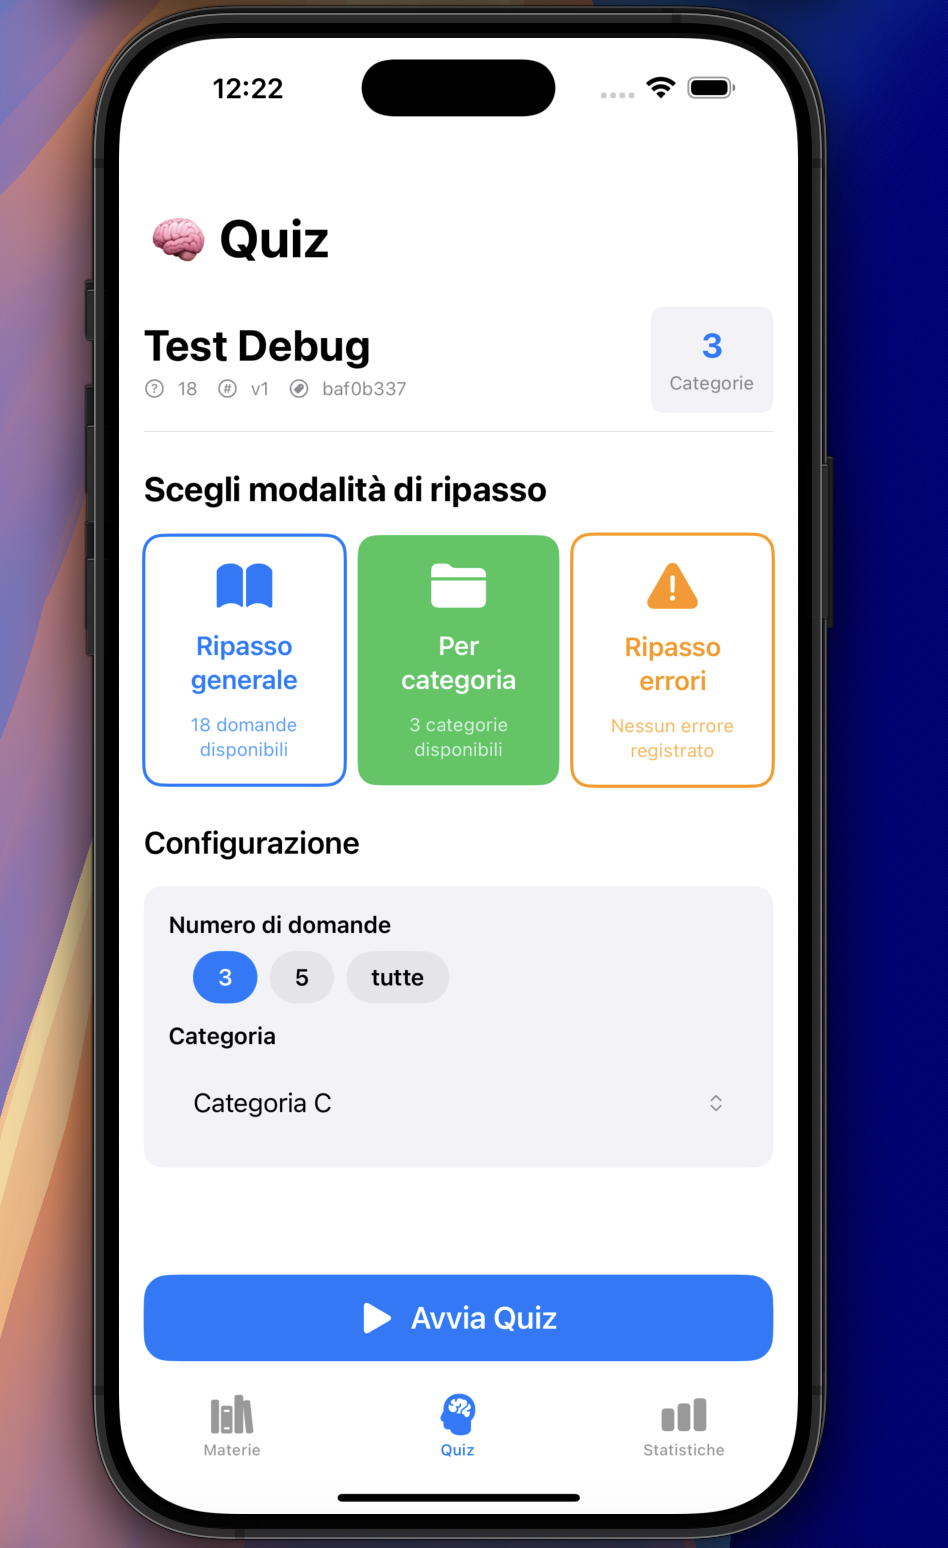 12:22
Quiz
Test Debug
18 v1 baf0b337
3
Categorie
Scegli modalità di ripasso
Ripasso
generale
18 domande
disponibili
Per
categoria
3 categorie
disponibili
Ripasso
errori
Nessun errore
registrato
Configurazione
Numero di domande
3 5 tutte
Categoria
Categoria C
Avvia Quiz
Materie Quiz Statistiche